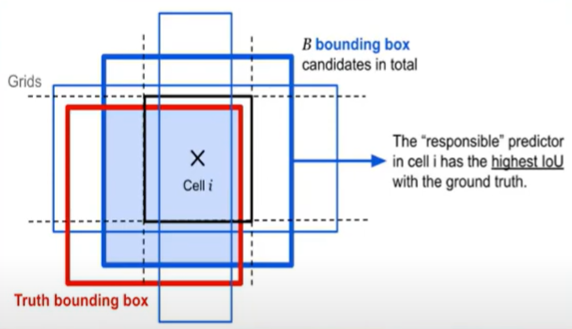 B bounding box
candidates in total
Grids
The "responsible" predictor
in cell i has the highest IoU
with the ground truth.
Cell i
Truth bounding box